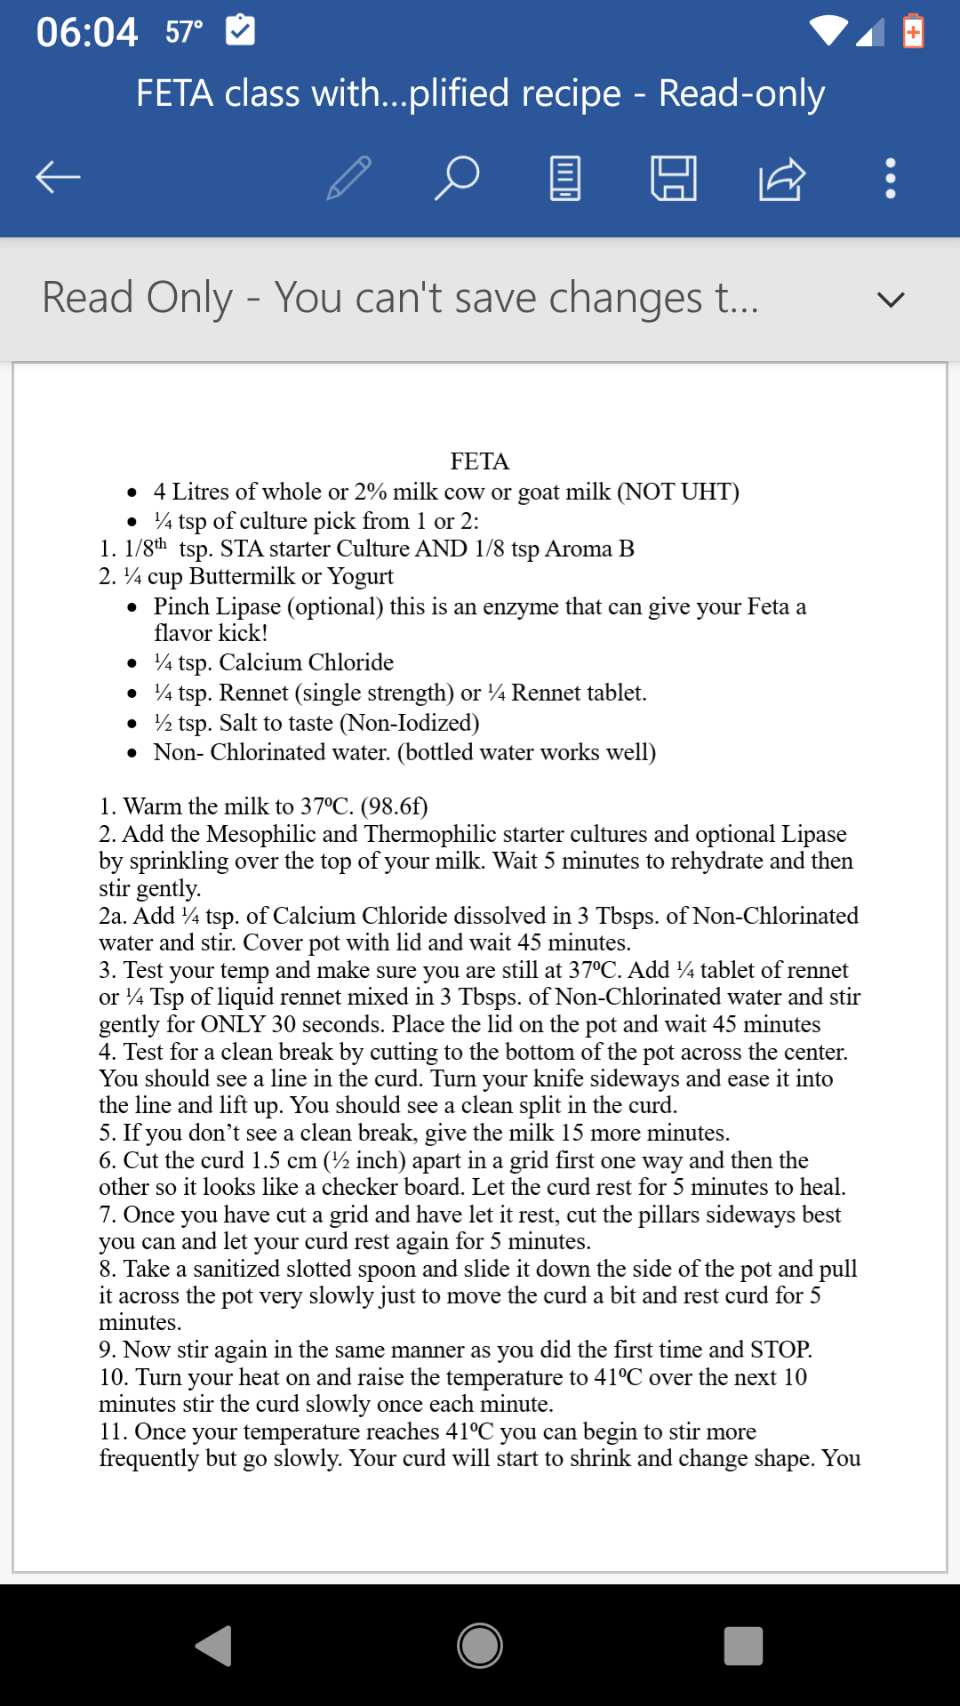 06:04 57°
FETA class with...plified recipe - Read-only
Read Only - You can't save changes t...
FETA
• 4 Litres of whole or 2% milk cow or goat milk (NOT UHT)
• ¼ tsp of culture pick from 1 or 2:
1. 1/8th tsp. STA starter Culture AND 1/8 tsp Aroma B
2. ¼ cup Buttermilk or Yogurt
• Pinch Lipase (optional) this is an enzyme that can give your Feta a
flavor kick!
• ¼ tsp. Calcium Chloride
• ¼ tsp. Rennet (single strength) or ¼ Rennet tablet.
• ½ tsp. Salt to taste (Non-Iodized)
• Non- Chlorinated water. (bottled water works well)
1. Warm the milk to 37ºC. (98.6f)
2. Add the Mesophilic and Thermophilic starter cultures and optional Lipase
by sprinkling over the top of your milk. Wait 5 minutes to rehydrate and then
stir gently.
2a. Add ¼ tsp. of Calcium Chloride dissolved in 3 Tbsps. of Non-Chlorinated
water and stir. Cover pot with lid and wait 45 minutes.
3. Test your temp and make sure you are still at 37ºC. Add ¼ tablet of rennet
or ¼ Tsp of liquid rennet mixed in 3 Tbsps. of Non-Chlorinated water and stir
gently for ONLY 30 seconds. Place the lid on the pot and wait 45 minutes
4. Test for a clean break by cutting to the bottom of the pot across the center.
You should see a line in the curd. Turn your knife sideways and ease it into
the line and lift up. You should see a clean split in the curd.
5. If you don’t see a clean break, give the milk 15 more minutes.
6. Cut the curd 1.5 cm (½ inch) apart in a grid first one way and then the
other so it looks like a checker board. Let the curd rest for 5 minutes to heal.
7. Once you have cut a grid and have let it rest, cut the pillars sideways best
you can and let your curd rest again for 5 minutes.
8. Take a sanitized slotted spoon and slide it down the side of the pot and pull
it across the pot very slowly just to move the curd a bit and rest curd for 5
minutes.
9. Now stir again in the same manner as you did the first time and STOP.
10. Turn your heat on and raise the temperature to 41ºC over the next 10
minutes stir the curd slowly once each minute.
11. Once your temperature reaches 41ºC you can begin to stir more
frequently but go slowly. Your curd will start to shrink and change shape. You